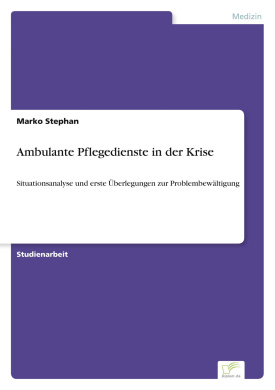 Medizin
Marko Stephan
Ambulante Pflegedienste in der Krise
Situationsanalyse und erste Überlegungen zur Problembewältigung
Studienarbeit